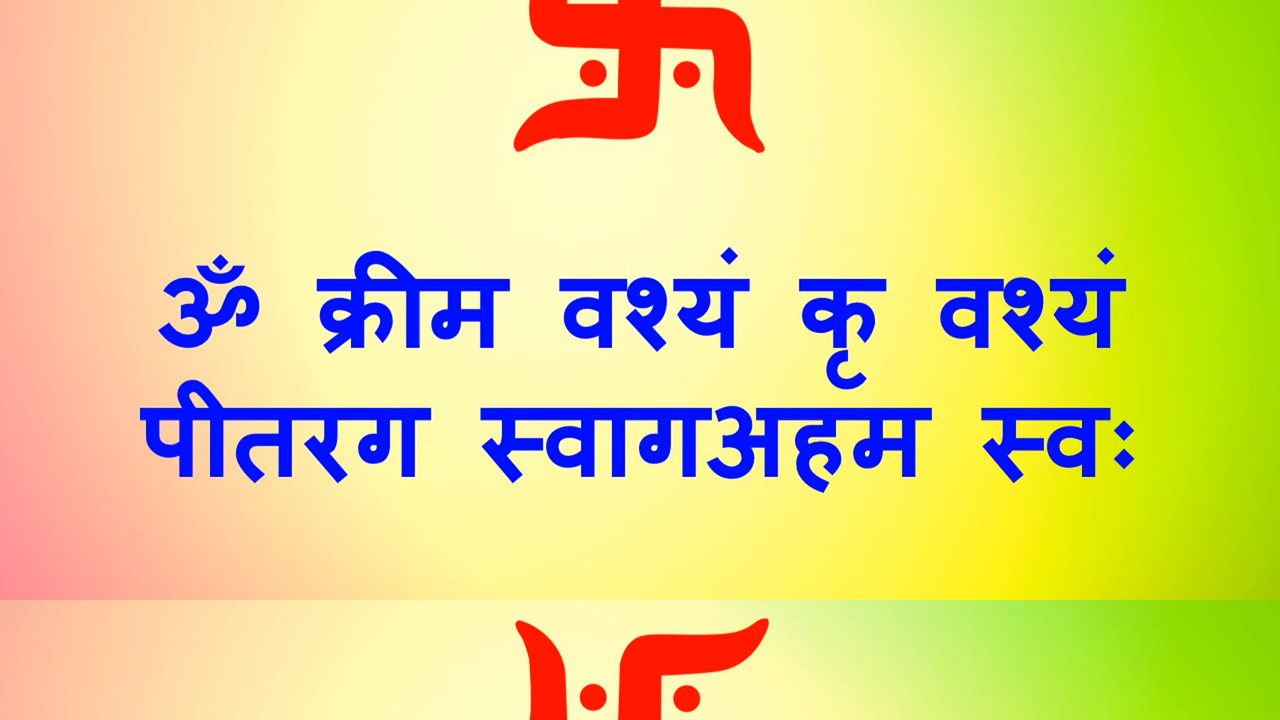 ॐ क्रीम वश्यं कृ वश्यं
पीतरग स्वागअहम स्वः